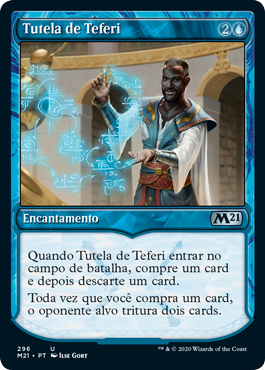 Tutela de Teferi 2
Encantamento M21
Quando Tutela de Teferi entrar no
campo de batalha, compre um card
e depois descarte um card.
Toda vez que você compra um card,
o oponente alvo tritura dois cards.
296 U
M21 • PT Ilse Gort ™ & © 2020 Wizards of the Coast